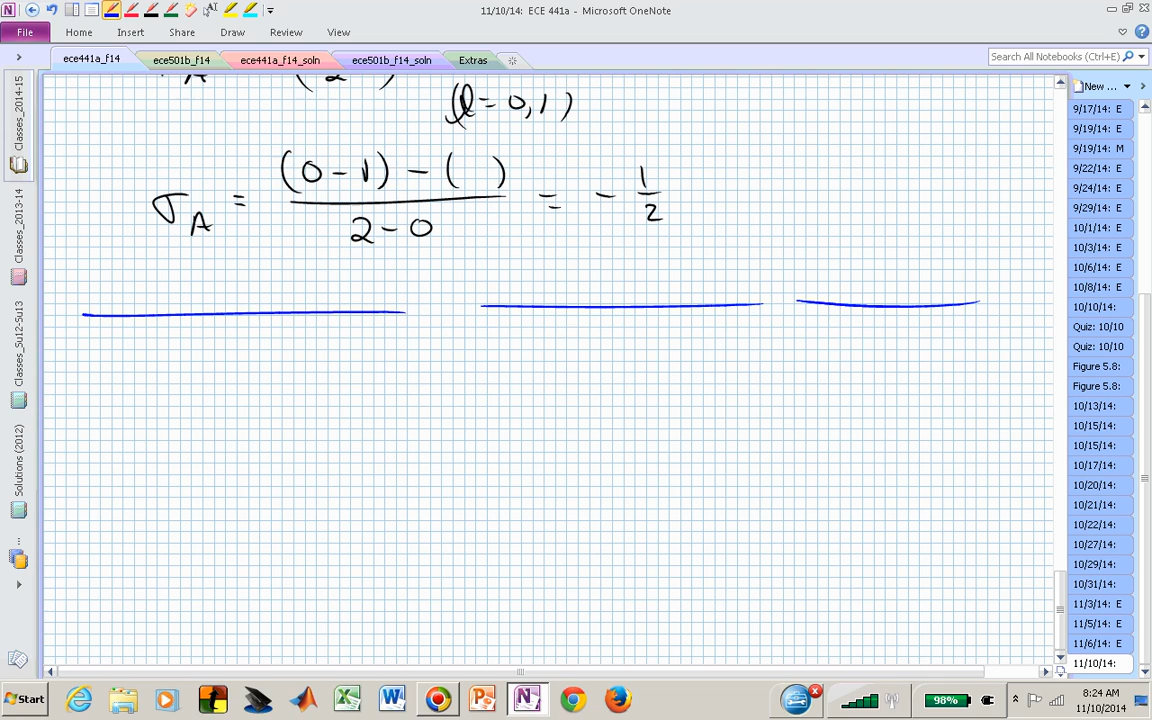 11/10/14: ECE 441a - Microsoft OneNote
File Home Insert Share Draw Review View
ece441a_f14 ece501b_f14 ece441a_f14_soln ece501b_f14_soln Extras
Search All Notebooks (Ctrl+E)
Classes_2014-15
Classes_2013-14
Classes_Su12-Su13
Solutions (2012)
(l = 0, 1)
σ_A = ((0 - 1) - ( )) / (2 - 0) = - 1/2
New ...
9/17/14: E
9/19/14: E
9/19/14: M
9/22/14: E
9/24/14: E
9/29/14: E
10/1/14: E
10/3/14: E
10/6/14: E
10/8/14: E
10/10/14:
Quiz: 10/10
Quiz: 10/10
Figure 5.8:
Figure 5.8:
10/13/14:
10/15/14:
10/15/14:
10/17/14:
10/20/14:
10/21/14:
10/22/14:
10/27/14:
10/29/14:
10/31/14:
11/3/14: E
11/5/14: E
11/6/14: E
11/10/14:
Start
98%
8:24 AM
11/10/2014